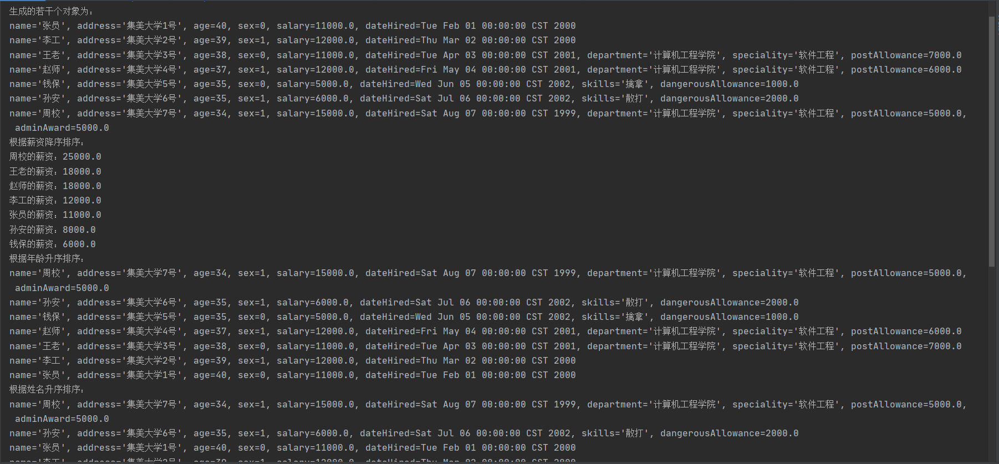 生成的若干个对象为：
name='张员', address='集美大学1号', age=40, sex=0, salary=11000.0, dateHired=Tue Feb 01 00:00:00 CST 2000
name='李工', address='集美大学2号', age=39, sex=1, salary=12000.0, dateHired=Thu Mar 02 00:00:00 CST 2000
name='王老', address='集美大学3号', age=38, sex=0, salary=11000.0, dateHired=Tue Apr 03 00:00:00 CST 2001, department='计算机工程学院', speciality='软件工程', postAllowance=7000.0
name='赵师', address='集美大学4号', age=37, sex=1, salary=12000.0, dateHired=Fri May 04 00:00:00 CST 2001, department='计算机工程学院', speciality='软件工程', postAllowance=6000.0
name='钱保', address='集美大学5号', age=35, sex=0, salary=5000.0, dateHired=Wed Jun 05 00:00:00 CST 2002, skills='擒拿', dangerousAllowance=1000.0
name='孙安', address='集美大学6号', age=35, sex=1, salary=6000.0, dateHired=Sat Jul 06 00:00:00 CST 2002, skills='散打', dangerousAllowance=2000.0
name='周校', address='集美大学7号', age=34, sex=1, salary=15000.0, dateHired=Sat Aug 07 00:00:00 CST 1999, department='计算机工程学院', speciality='软件工程', postAllowance=5000.0,
adminAward=5000.0
根据薪资降序排序：
周校的薪资：25000.0
王老的薪资：18000.0
赵师的薪资：18000.0
李工的薪资：12000.0
张员的薪资：11000.0
孙安的薪资：8000.0
钱保的薪资：6000.0
根据年龄升序排序：
name='周校', address='集美大学7号', age=34, sex=1, salary=15000.0, dateHired=Sat Aug 07 00:00:00 CST 1999, department='计算机工程学院', speciality='软件工程', postAllowance=5000.0,
adminAward=5000.0
name='孙安', address='集美大学6号', age=35, sex=1, salary=6000.0, dateHired=Sat Jul 06 00:00:00 CST 2002, skills='散打', dangerousAllowance=2000.0
name='钱保', address='集美大学5号', age=35, sex=0, salary=5000.0, dateHired=Wed Jun 05 00:00:00 CST 2002, skills='擒拿', dangerousAllowance=1000.0
name='赵师', address='集美大学4号', age=37, sex=1, salary=12000.0, dateHired=Fri May 04 00:00:00 CST 2001, department='计算机工程学院', speciality='软件工程', postAllowance=6000.0
name='王老', address='集美大学3号', age=38, sex=0, salary=11000.0, dateHired=Tue Apr 03 00:00:00 CST 2001, department='计算机工程学院', speciality='软件工程', postAllowance=7000.0
name='李工', address='集美大学2号', age=39, sex=1, salary=12000.0, dateHired=Thu Mar 02 00:00:00 CST 2000
name='张员', address='集美大学1号', age=40, sex=0, salary=11000.0, dateHired=Tue Feb 01 00:00:00 CST 2000
根据姓名升序排序：
name='周校', address='集美大学7号', age=34, sex=1, salary=15000.0, dateHired=Sat Aug 07 00:00:00 CST 1999, department='计算机工程学院', speciality='软件工程', postAllowance=5000.0,
adminAward=5000.0
name='孙安', address='集美大学6号', age=35, sex=1, salary=6000.0, dateHired=Sat Jul 06 00:00:00 CST 2002, skills='散打', dangerousAllowance=2000.0
name='张员', address='集美大学1号', age=40, sex=0, salary=11000.0, dateHired=Tue Feb 01 00:00:00 CST 2000